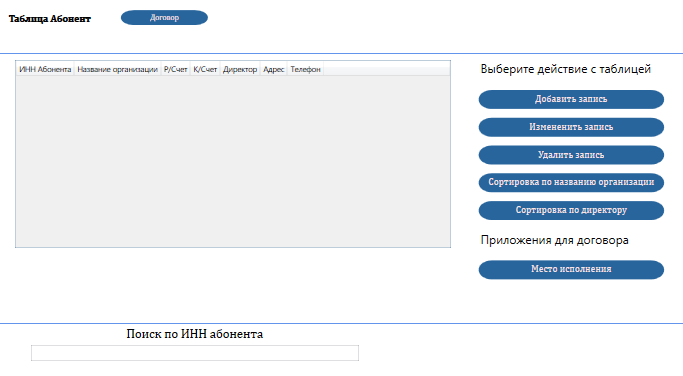 Таблица Абонент
Договор
ИНН Абонента Название организации Р/Счет К/Счет Директор Адрес Телефон
Выберите действие с таблицей
Добавить запись
Измененить запись
Удалить запись
Сортировка по названию организации
Сортировка по директору
Приложения для договора
Место исполнения
Поиск по ИНН абонента